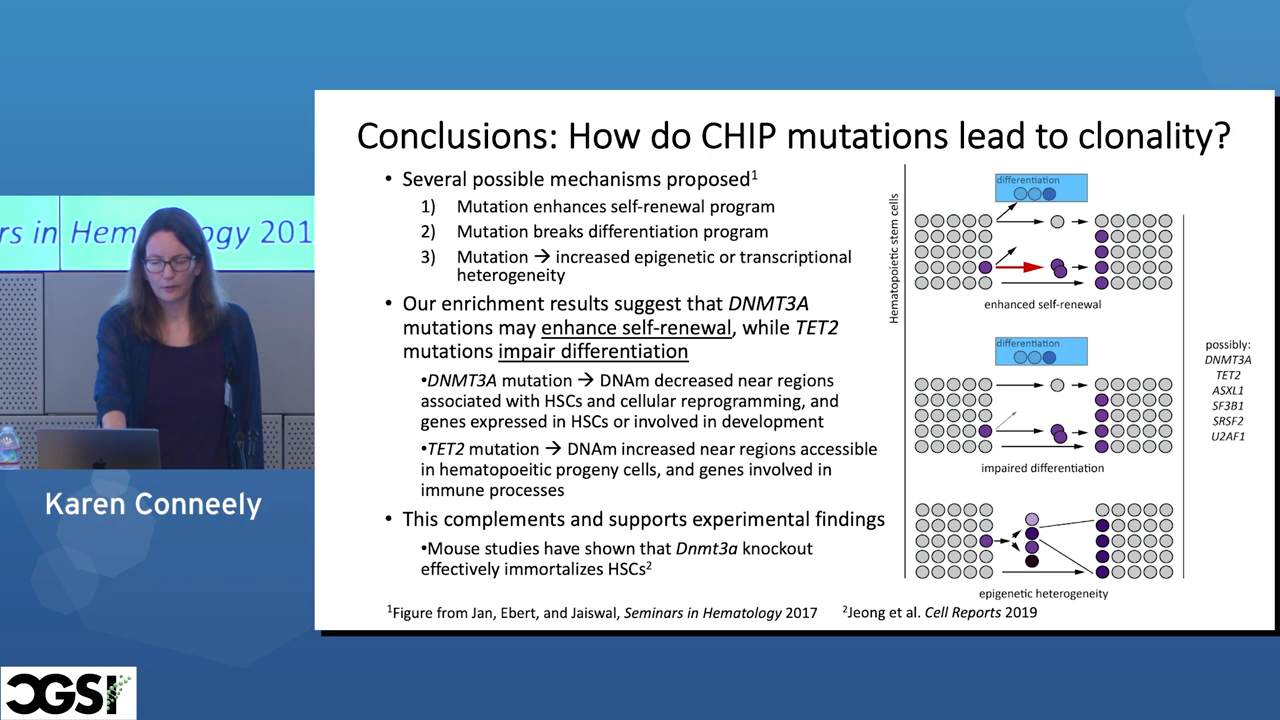 Conclusions: How do CHIP mutations lead to clonality?
• Several possible mechanisms proposed1
1) Mutation enhances self-renewal program
2) Mutation breaks differentiation program
3) Mutation → increased epigenetic or transcriptional
heterogeneity
• Our enrichment results suggest that DNMT3A
mutations may enhance self-renewal, while TET2
mutations impair differentiation
•DNMT3A mutation → DNAm decreased near regions
associated with HSCs and cellular reprogramming, and
genes expressed in HSCs or involved in development
•TET2 mutation → DNAm increased near regions accessible
in hematopoeitic progeny cells, and genes involved in
immune processes
• This complements and supports experimental findings
•Mouse studies have shown that Dnmt3a knockout
effectively immortalizes HSCs2
1Figure from Jan, Ebert, and Jaiswal, Seminars in Hematology 2017
2Jeong et al. Cell Reports 2019
Hematopoietic stem cells
differentiation
enhanced self-renewal
differentiation
impaired differentiation
epigenetic heterogeneity
possibly:
DNMT3A
TET2
ASXL1
SF3B1
SRSF2
U2AF1
rs in Hematology 201
Karen Conneely
CGSI